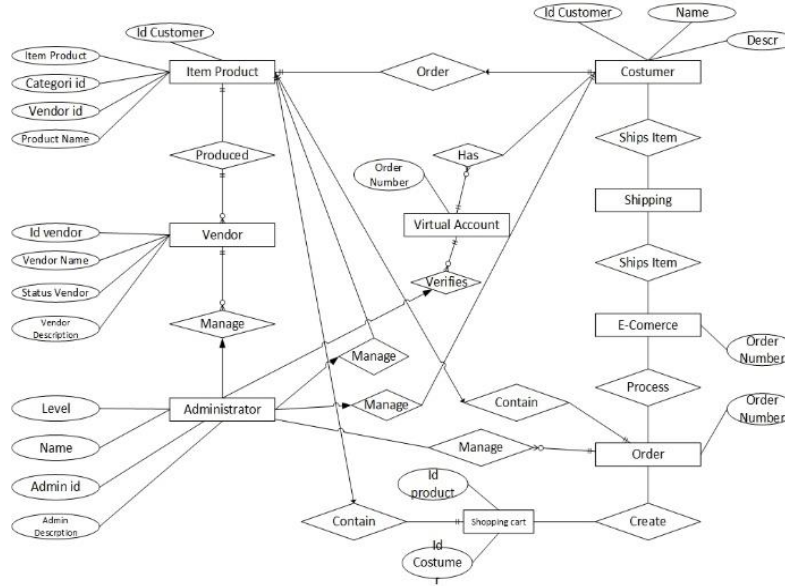 Id Customer
Name
Id Customer
Descr
Item Product
Item Product
Order
Costumer
Categori id
Vendor id
Product Name
Ships Item
Produced
Has
Order
Number
Shipping
Id vendor
Virtual Account
Vendor
Vendor Name
Ships Item
Status Vendor
Verifies
Vendor
Description
Manage
E-Comerce
Order
Number
Manage
Process
Level
Administrator
Manage
Contain
Order
Number
Name
Manage
Order
Admin id
Id
product
Admin
Descrption
Contain
Shopping cart
Create
Id
Costume
r